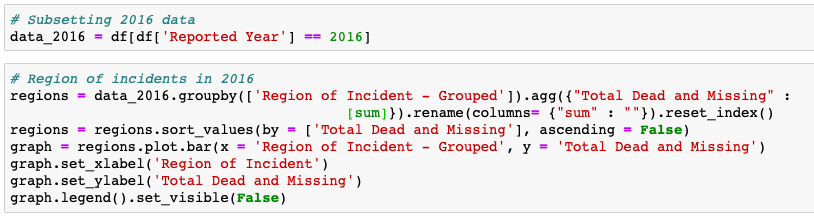 # Subsetting 2016 data
data_2016 = df[df['Reported Year'] == 2016]
# Region of incidents in 2016
regions = data_2016.groupby(['Region of Incident - Grouped']).agg({"Total Dead and Missing" :
[sum]}).rename(columns= {"sum" : ""}).reset_index()
regions = regions.sort_values(by = ['Total Dead and Missing'], ascending = False)
graph = regions.plot.bar(x = 'Region of Incident - Grouped', y = 'Total Dead and Missing')
graph.set_xlabel('Region of Incident')
graph.set_ylabel('Total Dead and Missing')
graph.legend().set_visible(False)